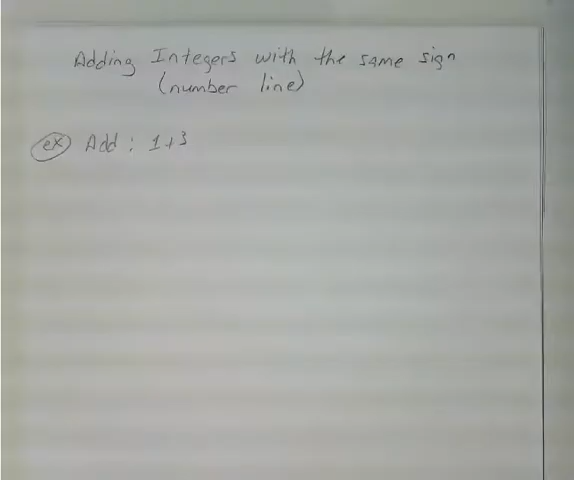 Adding Integers with the same sign
(number line)
ex Add: 1+3